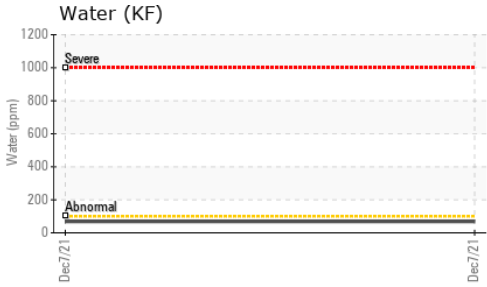 Water (KF)
1200
1000
800
600
400
200
0
Water (ppm)
Severe
Abnormal
Dec7/21
Dec7/21